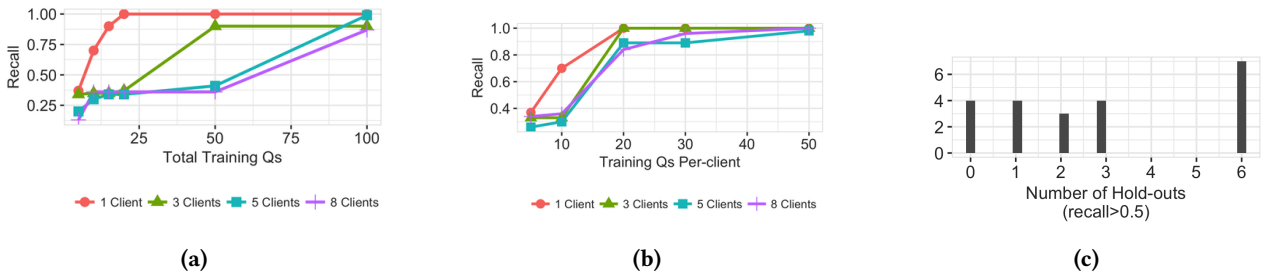 1.00
0.75
0.50
0.25
Recall
25 50 75 100
Total Training Qs
1 Client 3 Clients 5 Clients 8 Clients
(a)
1.0
0.8
0.6
0.4
Recall
10 20 30 40 50
Training Qs Per-client
1 Client 3 Clients 5 Clients 8 Clients
(b)
6
4
2
0
0 1 2 3 4 5 6
Number of Hold-outs
(recall>0.5)
(c)